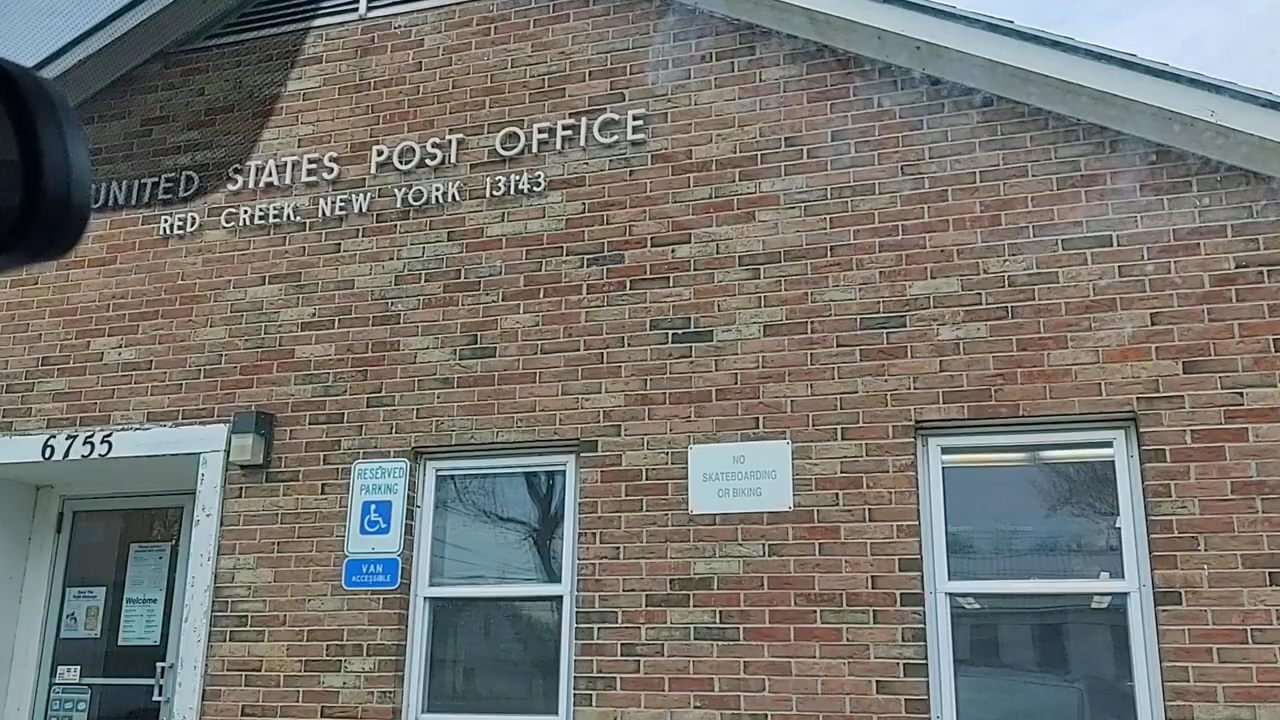 UNITED STATES POST OFFICE
RED CREEK, NEW YORK 13143
6755
RESERVED
PARKING
VAN
ACCESSIBLE
NO
SKATEBOARDING
OR BIKING
Welcome